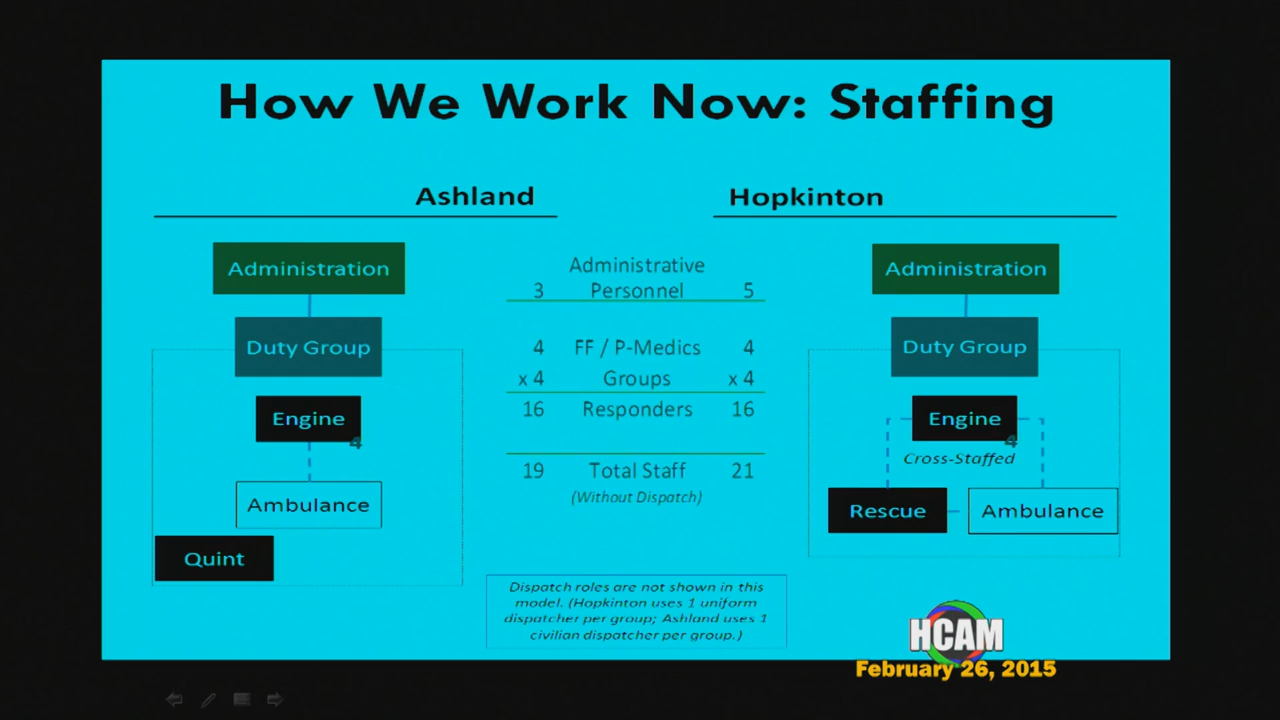 How We Work Now: Staffing
Ashland
Hopkinton
Administration
Duty Group
Engine
4
Ambulance
Quint
Administrative
3 Personnel 5
4 FF / P-Medics 4
x 4 Groups x 4
16 Responders 16
19 Total Staff 21
(Without Dispatch)
Dispatch roles are not shown in this
model. (Hopkinton uses 1 uniform
dispatcher per group; Ashland uses 1
civilian dispatcher per group.)
Administration
Duty Group
Engine
4
Cross-Staffed
Rescue
Ambulance
HCAM
February 26, 2015